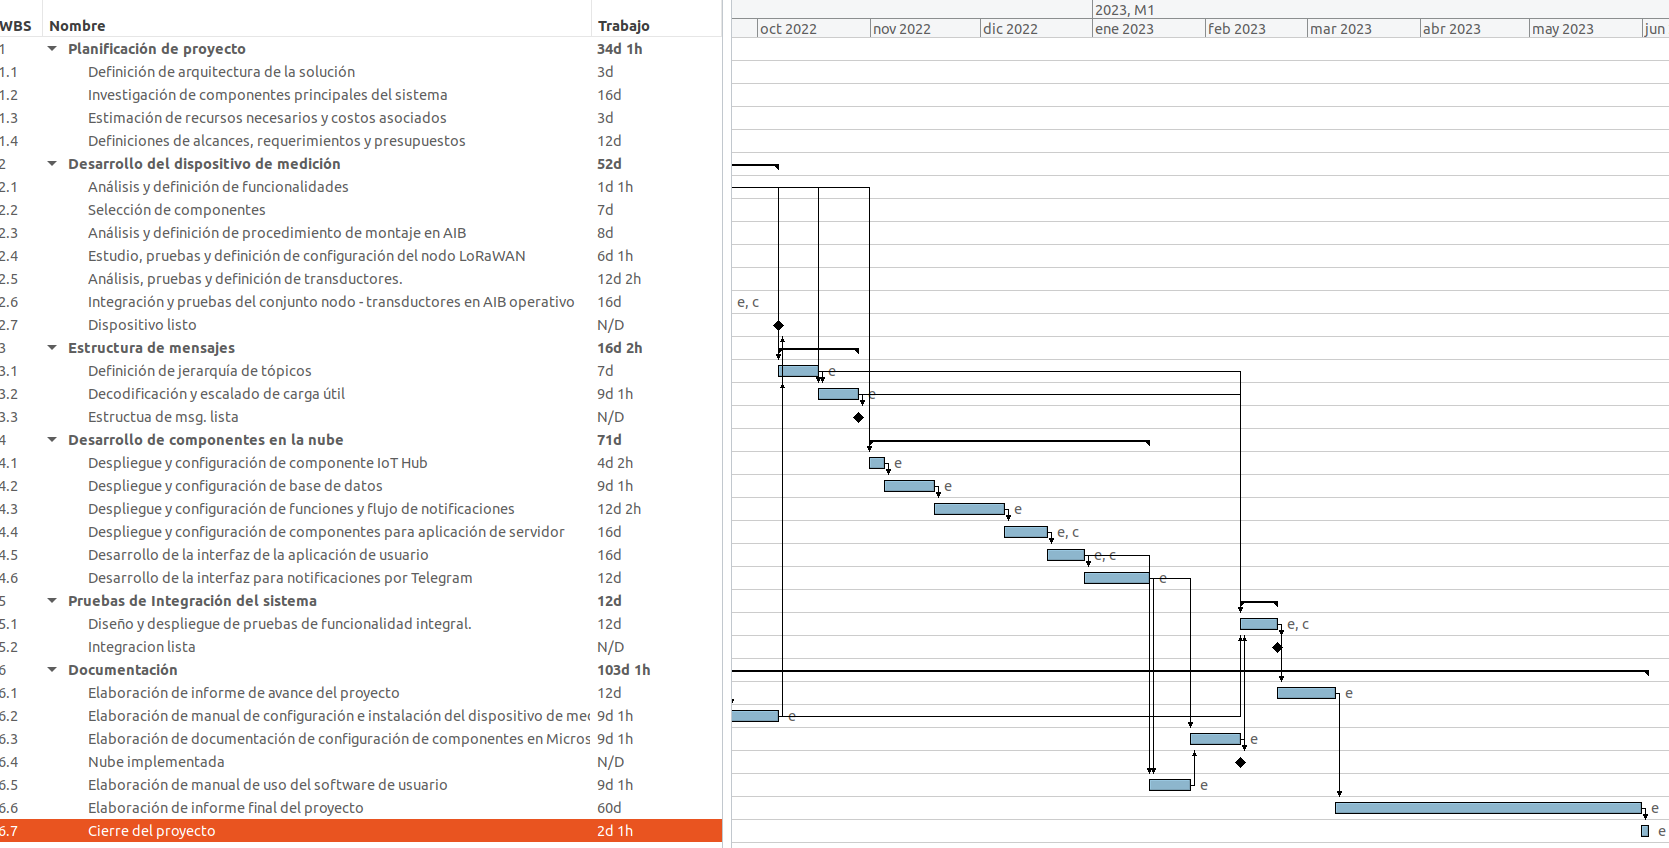 2023, M1
WBS Nombre Trabajo oct 2022 nov 2022 dic 2022 ene 2023 feb 2023 mar 2023 abr 2023 may 2023 jun
1 Planificación de proyecto 34d 1h
1.1 Definición de arquitectura de la solución 3d
1.2 Investigación de componentes principales del sistema 16d
1.3 Estimación de recursos necesarios y costos asociados 3d
1.4 Definiciones de alcances, requerimientos y presupuestos 12d
2 Desarrollo del dispositivo de medición 52d
2.1 Análisis y definición de funcionalidades 1d 1h
2.2 Selección de componentes 7d
2.3 Análisis y definición de procedimiento de montaje en AIB 8d
2.4 Estudio, pruebas y definición de configuración del nodo LoRaWAN 6d 1h
2.5 Análisis, pruebas y definición de transductores. 12d 2h
2.6 Integración y pruebas del conjunto nodo - transductores en AIB operativo 16d e, c
2.7 Dispositivo listo N/D
3 Estructura de mensajes 16d 2h
3.1 Definición de jerarquía de tópicos 7d e
3.2 Decodificación y escalado de carga útil 9d 1h e
3.3 Estructua de msg. lista N/D
4 Desarrollo de componentes en la nube 71d
4.1 Despliegue y configuración de componente IoT Hub 4d 2h e
4.2 Despliegue y configuración de base de datos 9d 1h e
4.3 Despliegue y configuración de funciones y flujo de notificaciones 12d 2h e
4.4 Despliegue y configuración de componentes para aplicación de servidor 16d e, c
4.5 Desarrollo de la interfaz de la aplicación de usuario 16d e, c
4.6 Desarrollo de la interfaz para notificaciones por Telegram 12d e
5 Pruebas de Integración del sistema 12d
5.1 Diseño y despliegue de pruebas de funcionalidad integral. 12d e, c
5.2 Integracion lista N/D
6 Documentación 103d 1h
6.1 Elaboración de informe de avance del proyecto 12d e
6.2 Elaboración de manual de configuración e instalación del dispositivo de me 9d 1h e
6.3 Elaboración de documentación de configuración de componentes en Micros 9d 1h e
6.4 Nube implementada N/D
6.5 Elaboración de manual de uso del software de usuario 9d 1h e
6.6 Elaboración de informe final del proyecto 60d e
6.7 Cierre del proyecto 2d 1h e